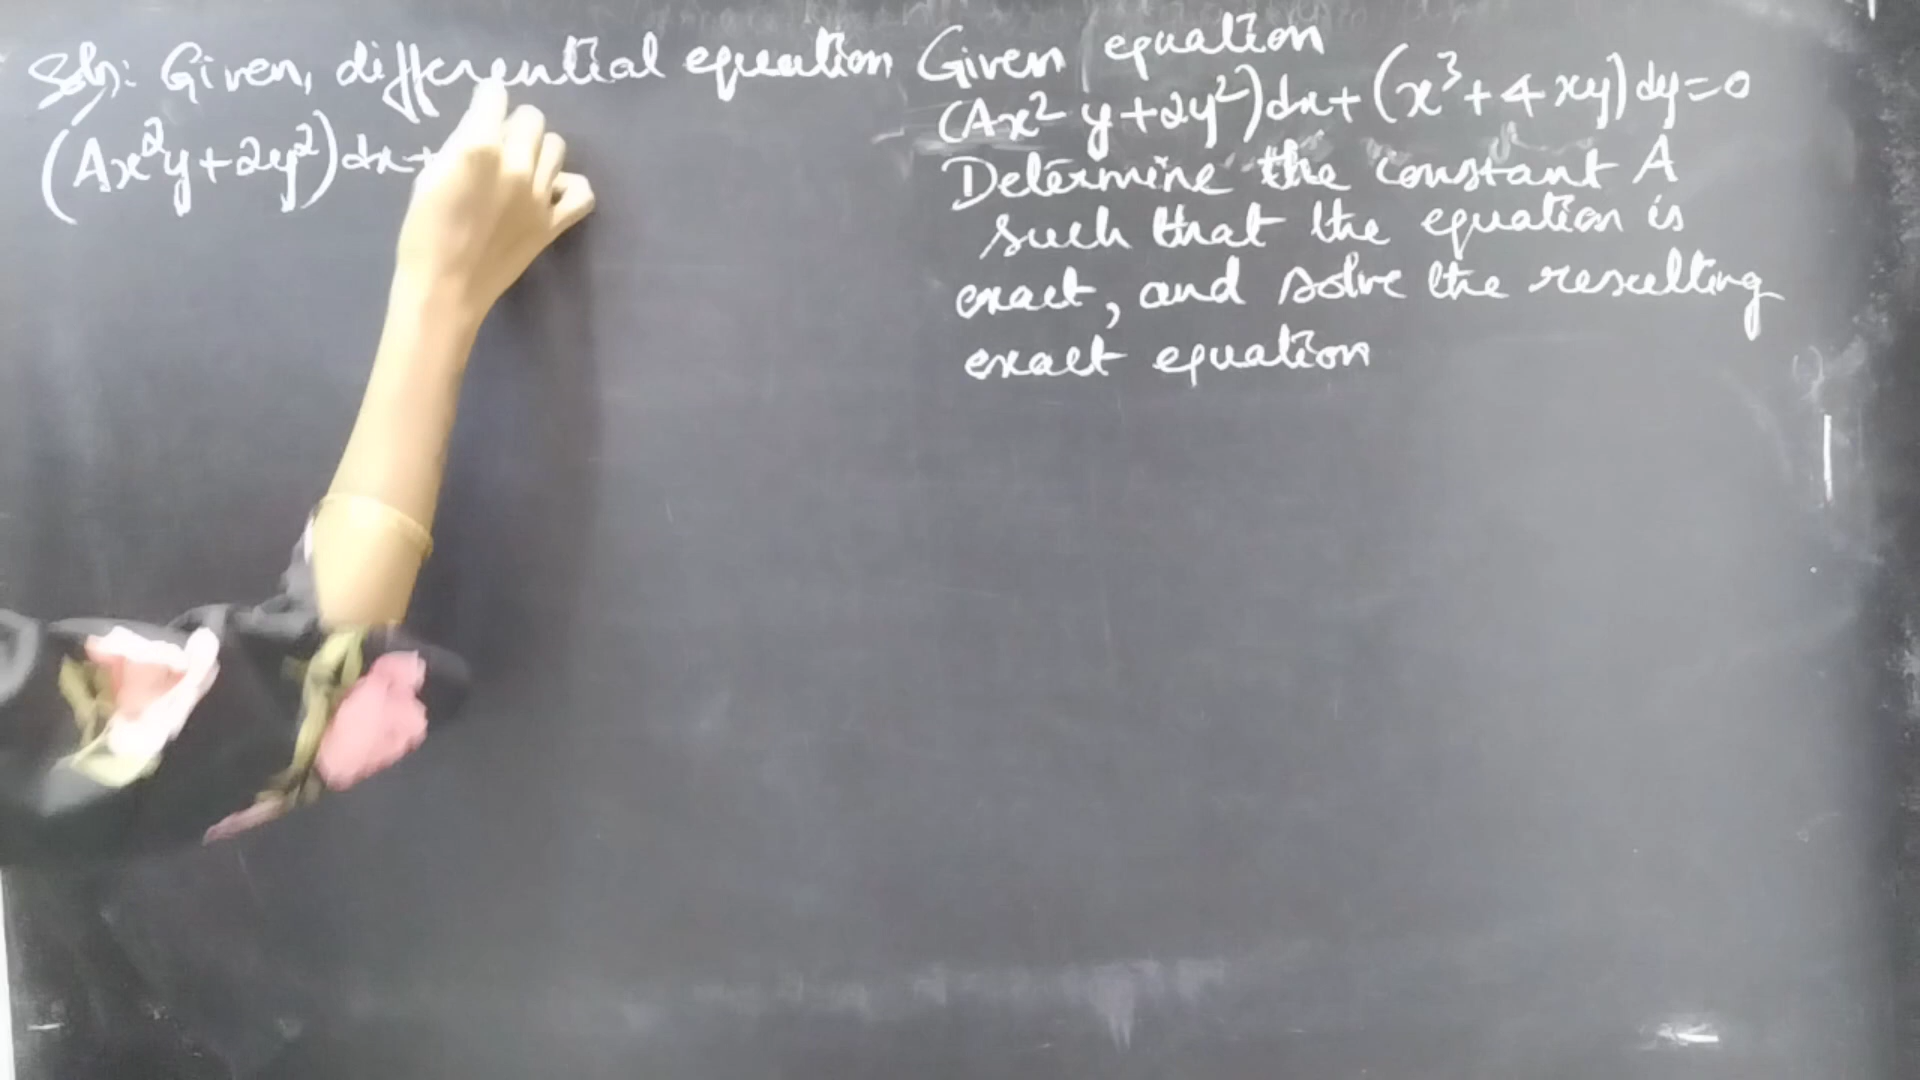 Soln: Given, differential equation
(Ax²y+2y²)dx+
Given equation
(Ax² y+2y²)dx+(x³+4xy)dy=0
Determine the constant A
such that the equation is
exact, and solve the resulting
exact equation